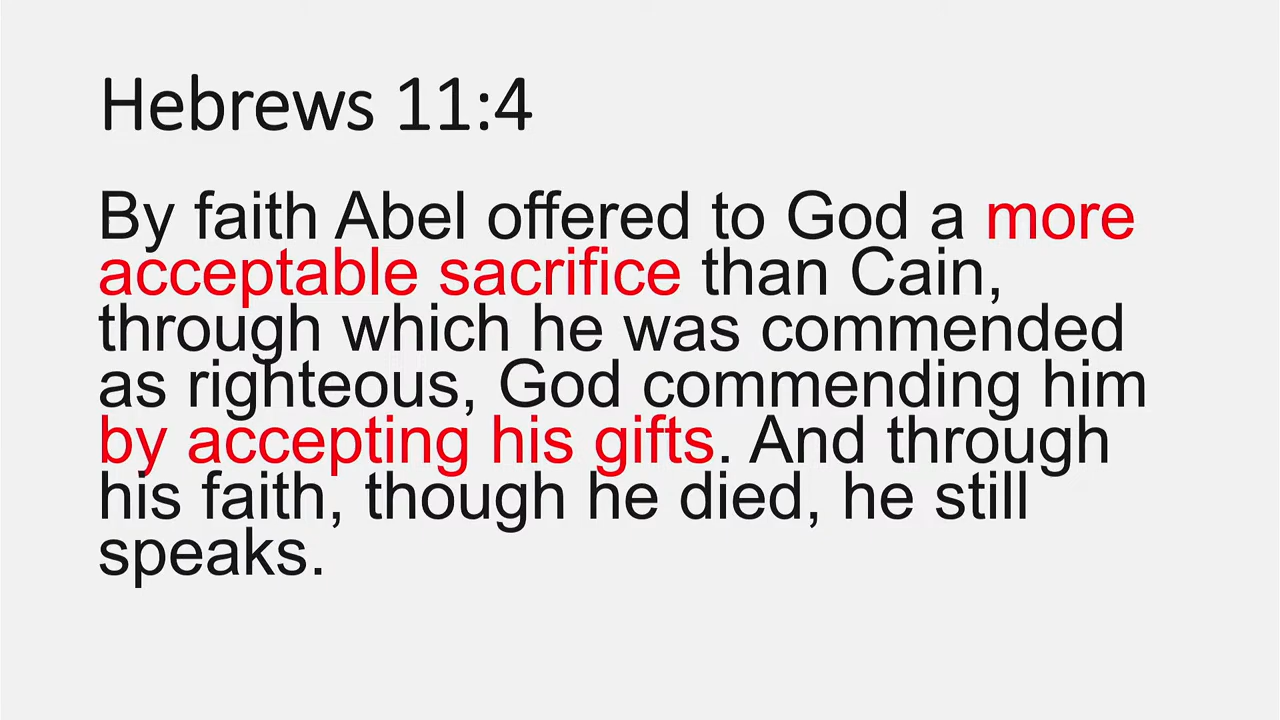 Hebrews 11:4
By faith Abel offered to God a more
acceptable sacrifice than Cain,
through which he was commended
as righteous, God commending him
by accepting his gifts. And through
his faith, though he died, he still
speaks.